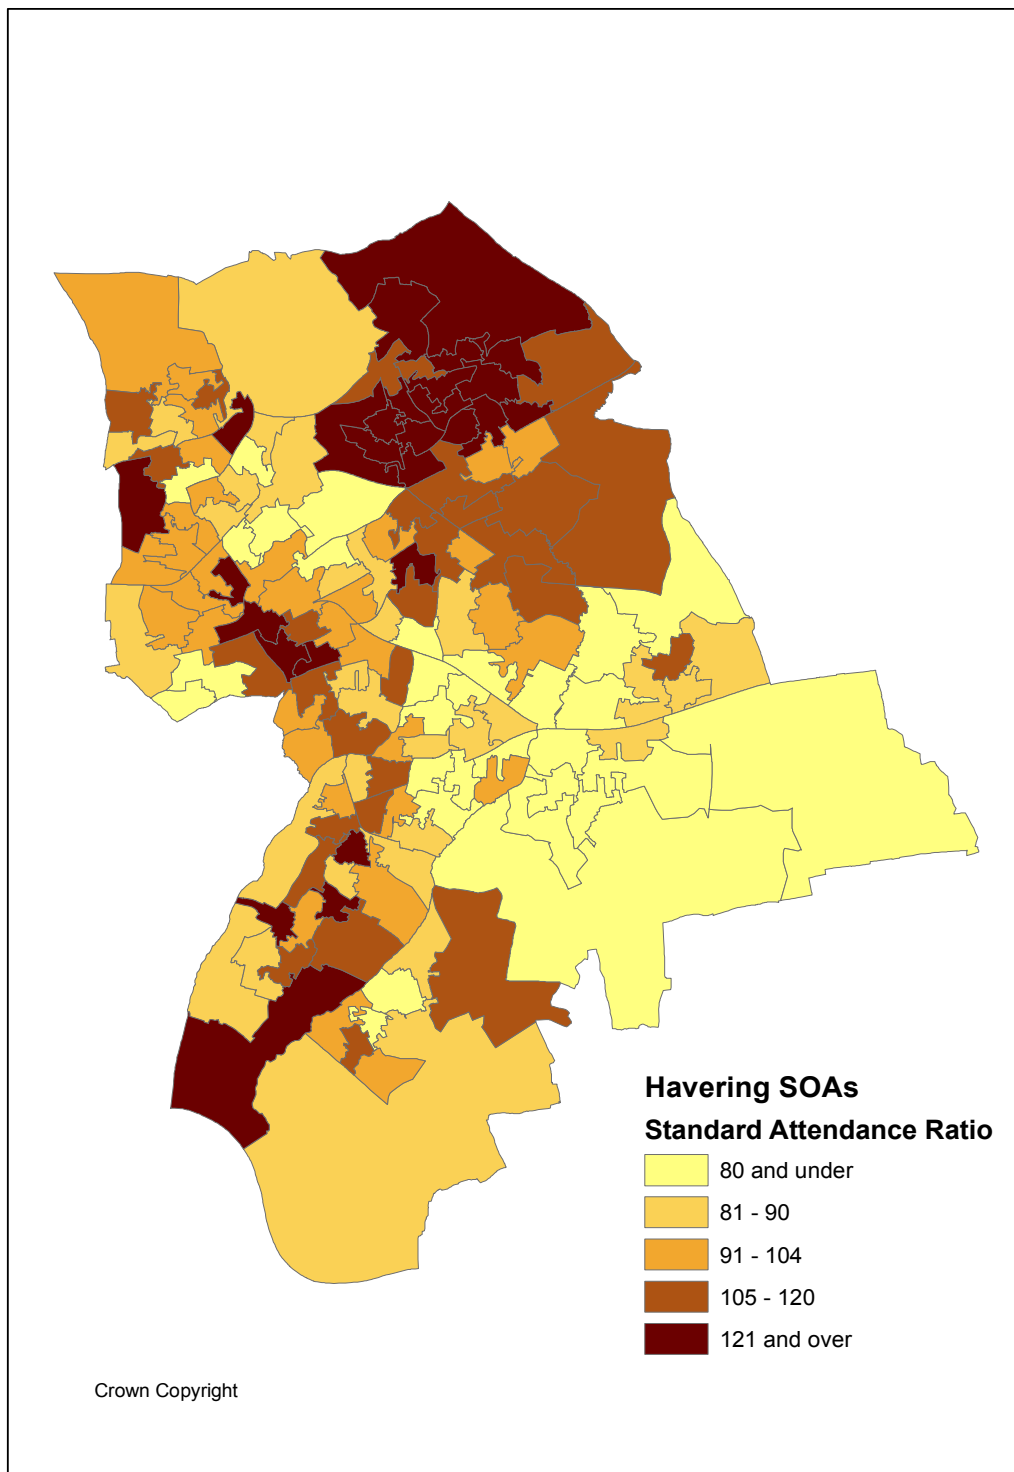 Havering SOAs
Standard Attendance Ratio
80 and under
81 - 90
91 - 104
105 - 120
121 and over
Crown Copyright